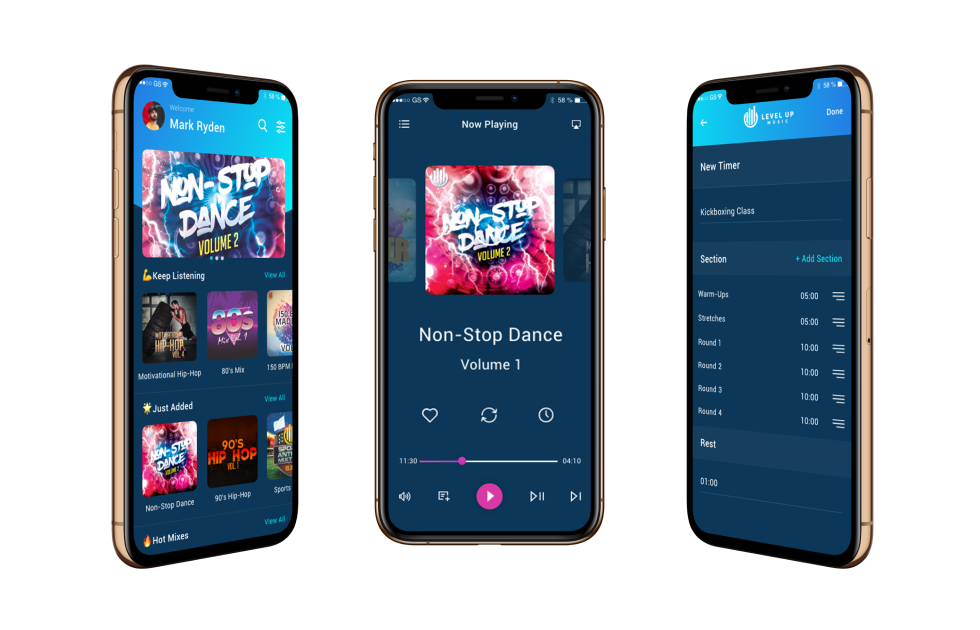 GS 58 %
Welcome
Mark Ryden
NON-STOP
DANCE
VOLUME 2
💪Keep Listening View All
MOTIVATIONAL
HIP-HOP
VOL. 4
80s
Mix Vol. 1
150 B
MAD
VO
Motivational Hip-Hop 80's Mix 150 BPM
🌟Just Added View All
NON-STOP
DANCE
VOLUME 2
90'S
HIP HOP
VOL. 1
Non-Stop Dance 90's Hip-Hop Sports
🔥Hot Mixes View All
GS 58 %
Now Playing
NON-STOP
DANCE
VOLUME 2
Non-Stop Dance
Volume 1
11:30 04:10
GS 58 %
LEVEL UP
MUSIC
Done
New Timer
Kickboxing Class
Section + Add Section
Warm-Ups 05:00
Stretches 05:00
Round 1 10:00
Round 2 10:00
Round 3 10:00
Round 4 10:00
Rest
01:00